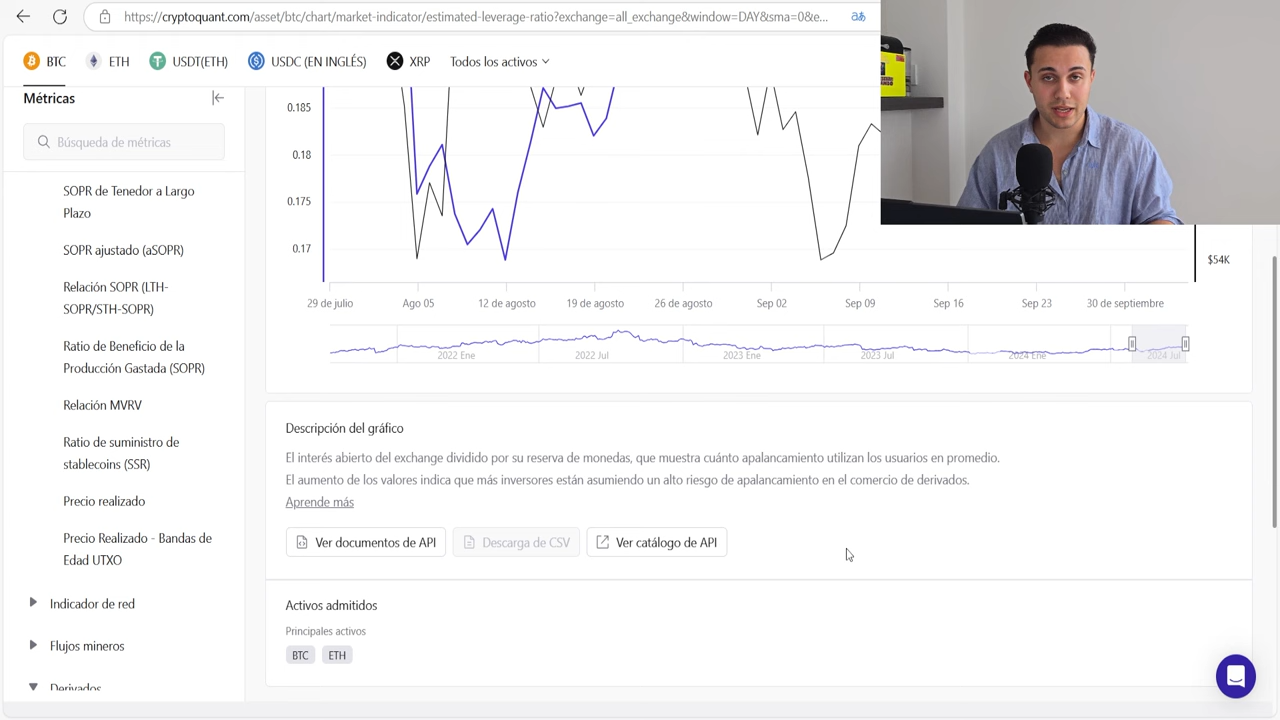 https://cryptoquant.com/asset/btc/chart/market-indicator/estimated-leverage-ratio?exchange=all_exchange&window=DAY&sma=0&e...
BTC
ETH
USDT(ETH)
USDC (EN INGLÉS)
XRP
Todos los activos
Métricas
Búsqueda de métricas
SOPR de Tenedor a Largo
Plazo
SOPR ajustado (aSOPR)
Relación SOPR (LTH-
SOPR/STH-SOPR)
Ratio de Beneficio de la
Producción Gastada (SOPR)
Relación MVRV
Ratio de suministro de
stablecoins (SSR)
Precio realizado
Precio Realizado - Bandas de
Edad UTXO
Indicador de red
Flujos mineros
Derivados
0.185
0.18
0.175
0.17
$54K
29 de julio
Ago 05
12 de agosto
19 de agosto
26 de agosto
Sep 02
Sep 09
Sep 16
Sep 23
30 de septiembre
2022 Ene
2022 Jul
2023 Ene
2023 Jul
2024 Ene
2024 Jul
Descripción del gráfico
El interés abierto del exchange dividido por su reserva de monedas, que muestra cuánto apalancamiento utilizan los usuarios en promedio.
El aumento de los valores indica que más inversores están asumiendo un alto riesgo de apalancamiento en el comercio de derivados.
Aprende más
Ver documentos de API
Descarga de CSV
Ver catálogo de API
Activos admitidos
Principales activos
BTC
ETH